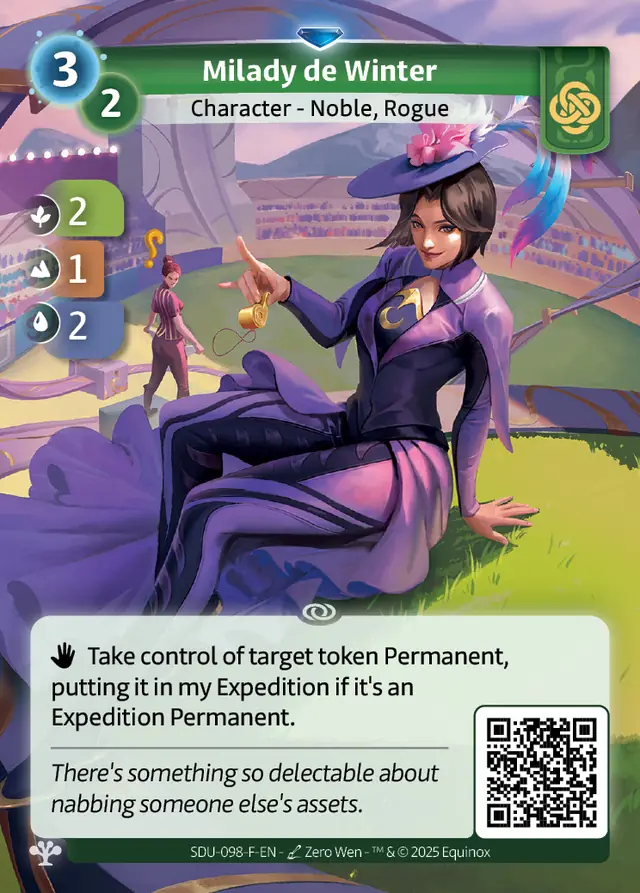 3
Milady de Winter
2
Character - Noble, Rogue
2
1
2
Take control of target token Permanent,
putting it in my Expedition if it's an
Expedition Permanent.
There's something so delectable about
nabbing someone else's assets.
SDU-098-F-EN - Zero Wen - ™ & © 2025 Equinox